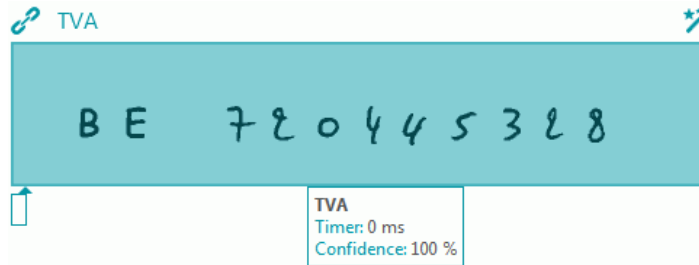 TVA
BE 720445328
TVA
Timer: 0 ms
Confidence: 100 %